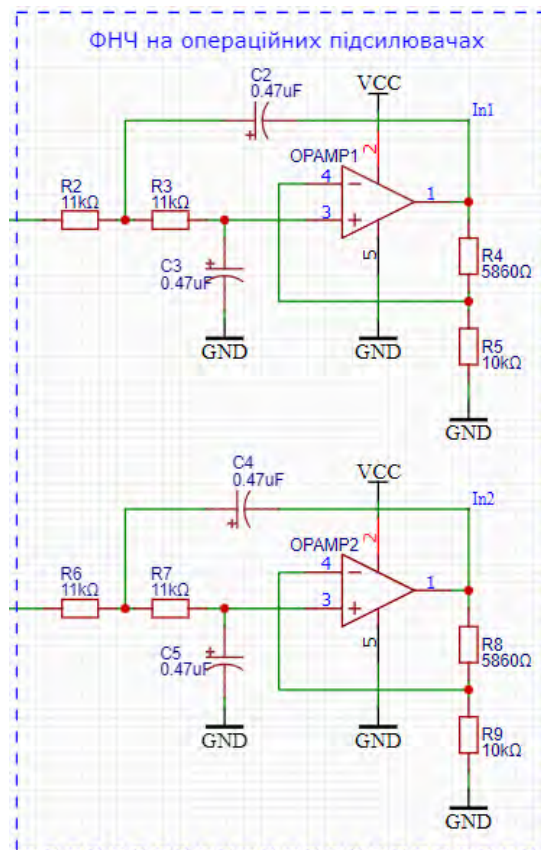 ФНЧ на операційних підсилювачах
C2
0.47uF
VCC
In1
OPAMP1
2
4
1
3
5
R2
11kΩ
R3
11kΩ
C3
0.47uF
R4
5860Ω
R5
10kΩ
GND
GND
GND
C4
0.47uF
VCC
In2
OPAMP2
2
4
1
3
5
R6
11kΩ
R7
11kΩ
C5
0.47uF
R8
5860Ω
R9
10kΩ
GND
GND
GND